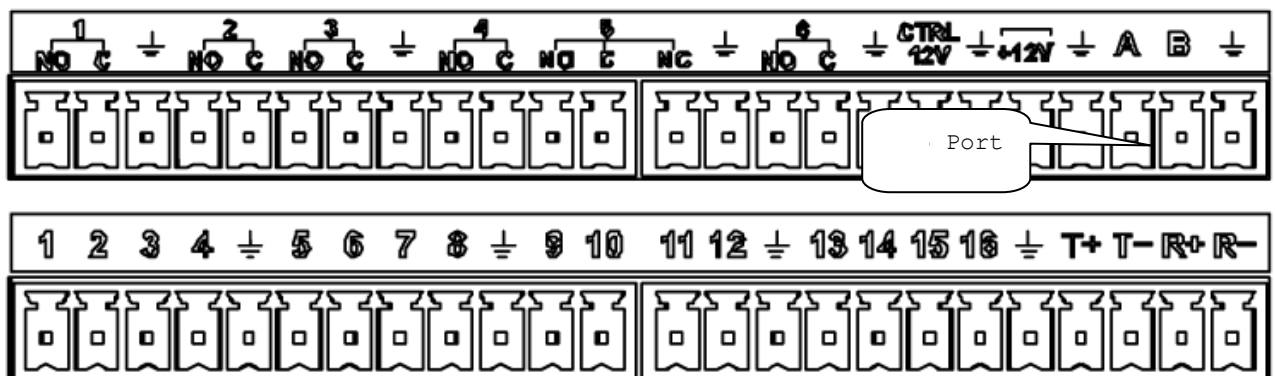 1 ⏚ 2 3 ⏚ 4 5 ⏚ 6 ⏚ CTRL 12V ⏚ +12V ⏚ A B ⏚
NO C NO C NO C NO C NO C NC NO C
Port
1 2 3 4 ⏚ 5 6 7 8 ⏚ 9 10 11 12 ⏚ 13 14 15 16 ⏚ T+ T- R+ R-